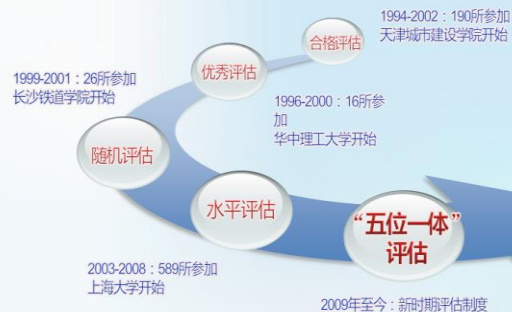 1994-2002：190所参加
天津城市建设学院开始
合格评估
优秀评估
1996-2000：16所参
加
华中理工大学开始
1999-2001：26所参加
长沙铁道学院开始
随机评估
水平评估
2003-2008：589所参加
上海大学开始
“五位一体”
评估
2009年至今：新时期评估制度